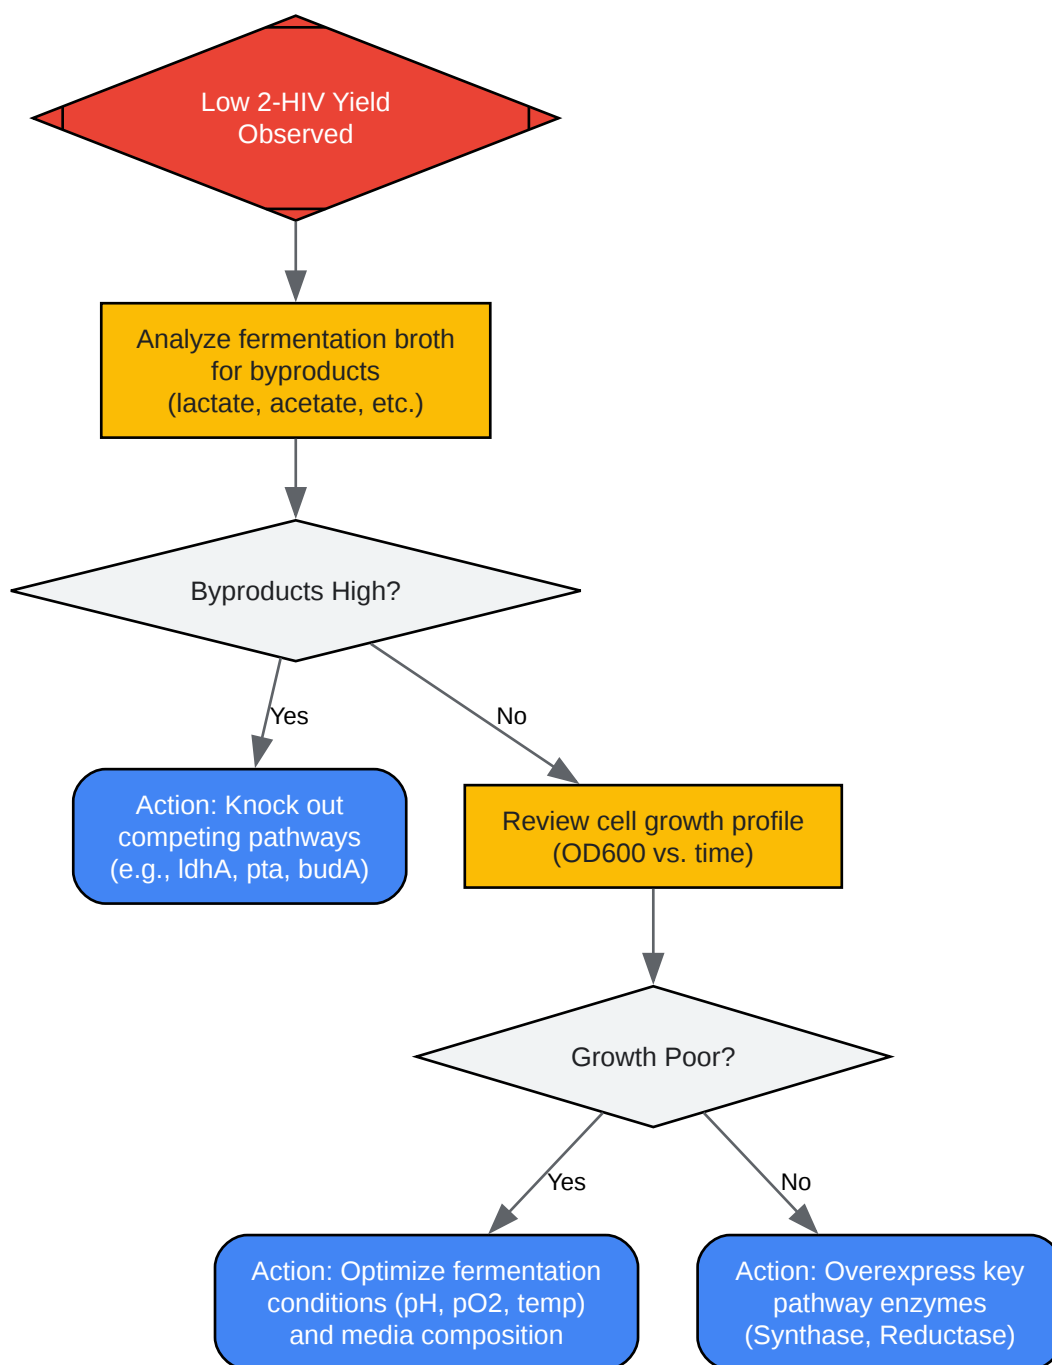 Low 2-HIV Yield
Observed
Analyze fermentation broth
for byproducts
(lactate, acetate, etc.)
Byproducts High?
Yes
No
Action: Knock out
competing pathways
(e.g., ldhA, pta, budA)
Review cell growth profile
(OD600 vs. time)
Growth Poor?
Yes
No
Action: Optimize fermentation
conditions (pH, pO2, temp)
and media composition
Action: Overexpress key
pathway enzymes
(Synthase, Reductase)